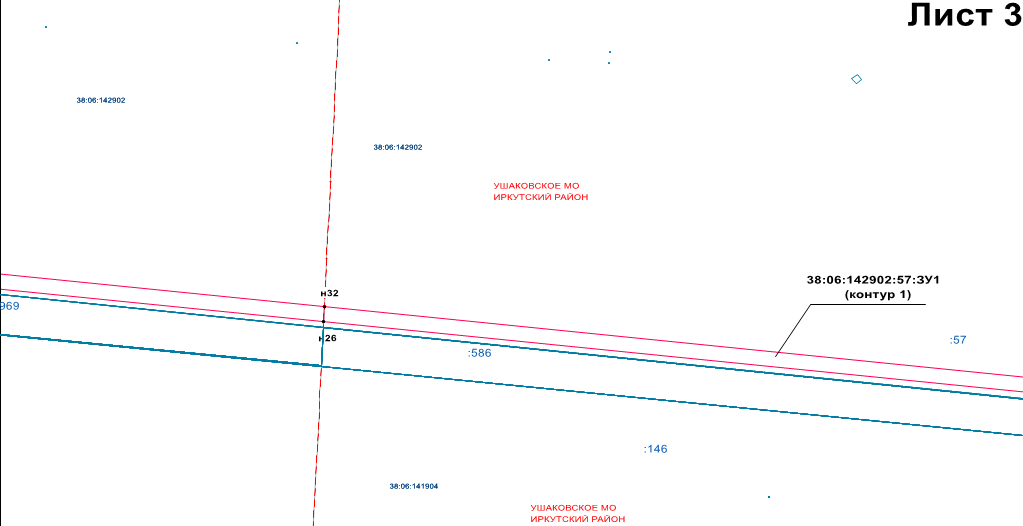 Лист 3
38:06:142902
38:06:142902
УШАКОВСКОЕ МО
ИРКУТСКИЙ РАЙОН
38:06:142902:57:ЗУ1
(контур 1)
н32
969
н26
:586
:57
:146
38:06:141904
УШАКОВСКОЕ МО
ИРКУТСКИЙ РАЙОН